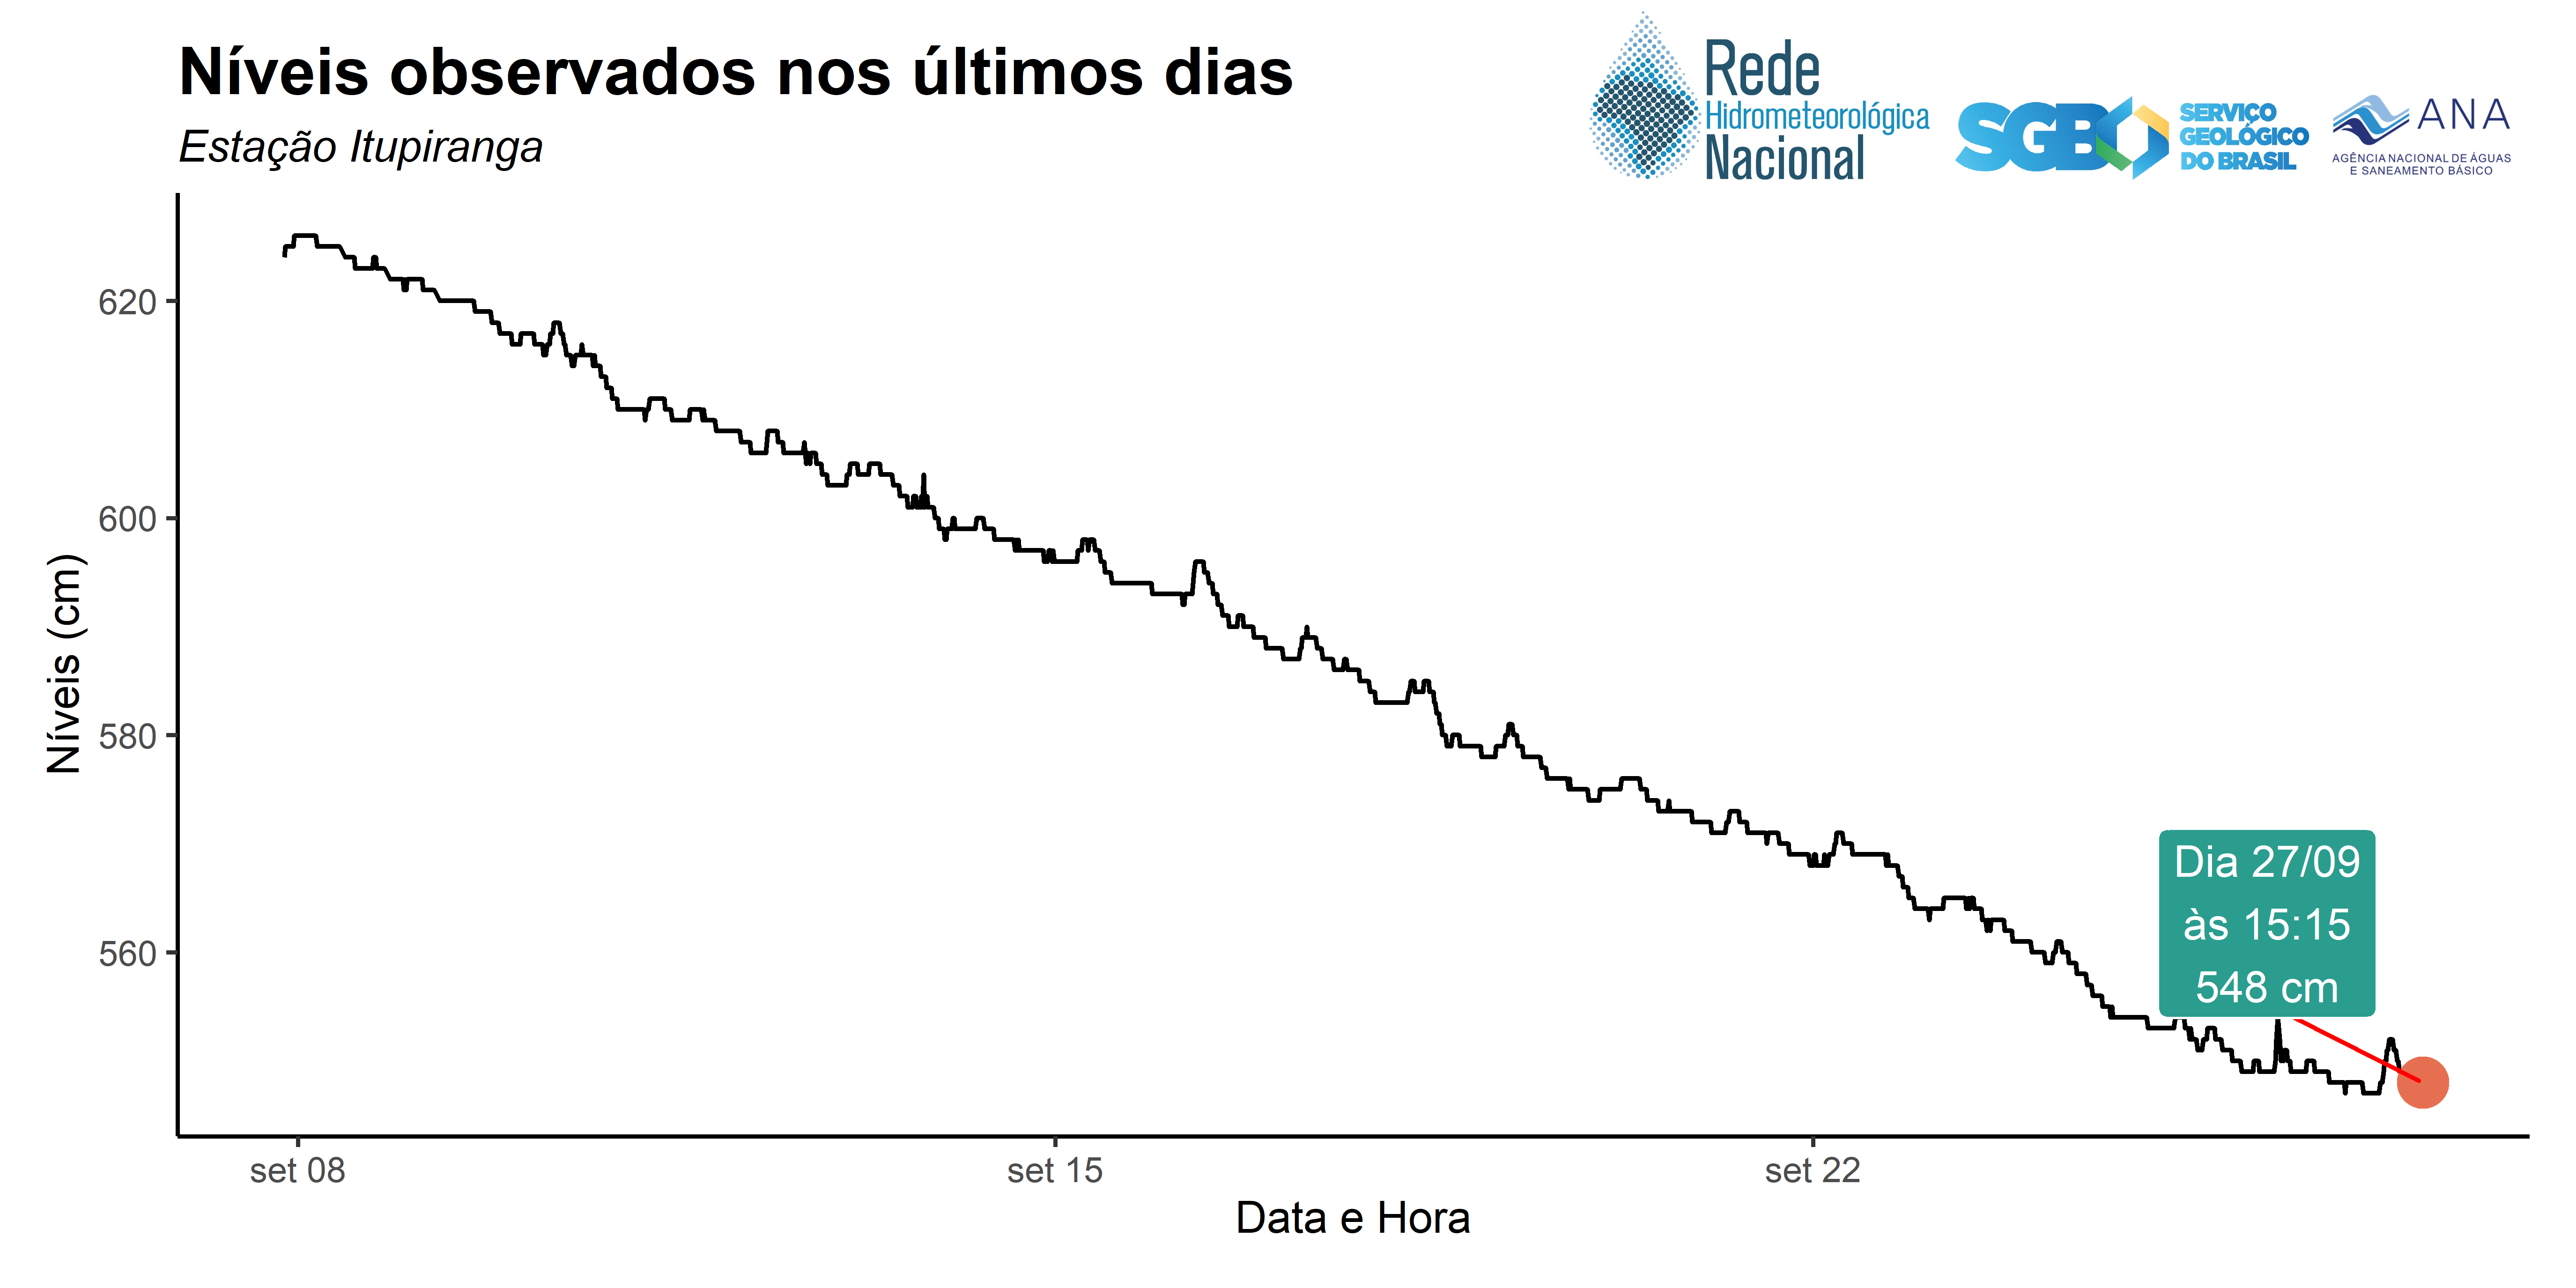 Níveis observados nos últimos dias
Estação Itupiranga
Rede
Hidrometeorológica
Nacional
SGB
SERVIÇO
GEOLÓGICO
DO BRASIL
ANA
AGÊNCIA NACIONAL DE ÁGUAS
E SANEAMENTO BÁSICO
Níveis (cm)
620
600
580
560
Dia 27/09
às 15:15
548 cm
set 08
set 15
set 22
Data e Hora